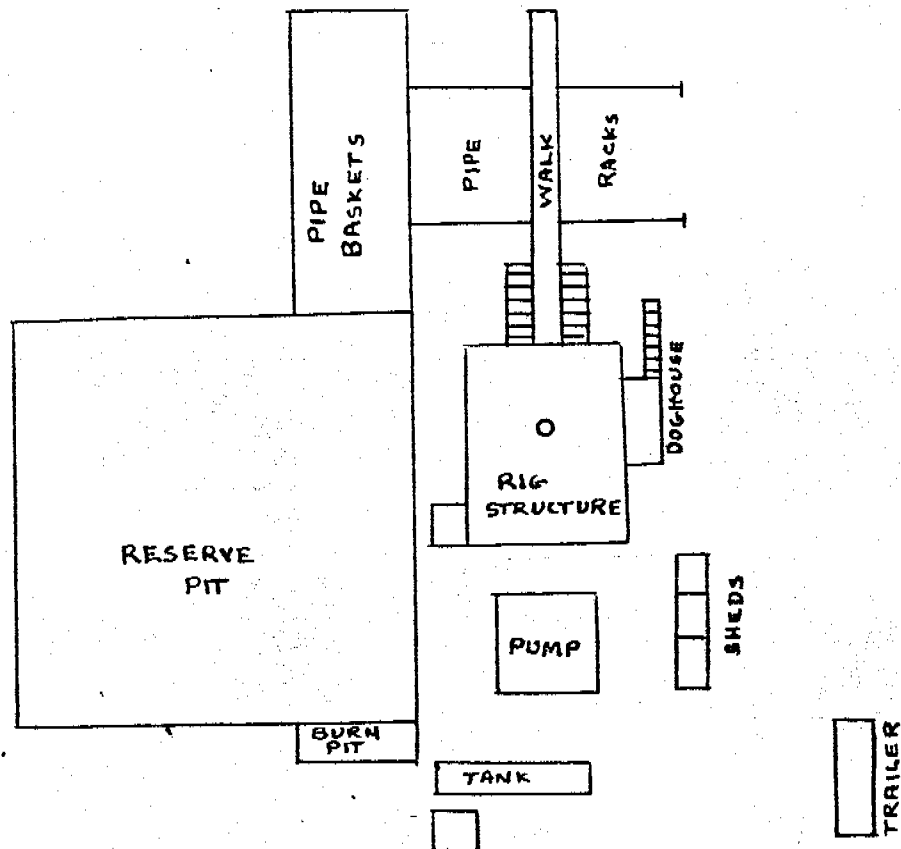 PIPE
BASKETS
PIPE
WALK
RACKS
DOGHOUSE
RIG
STRUCTURE
RESERVE
PIT
PUMP
SHEDS
BURN
PIT
TANK
TRAILER